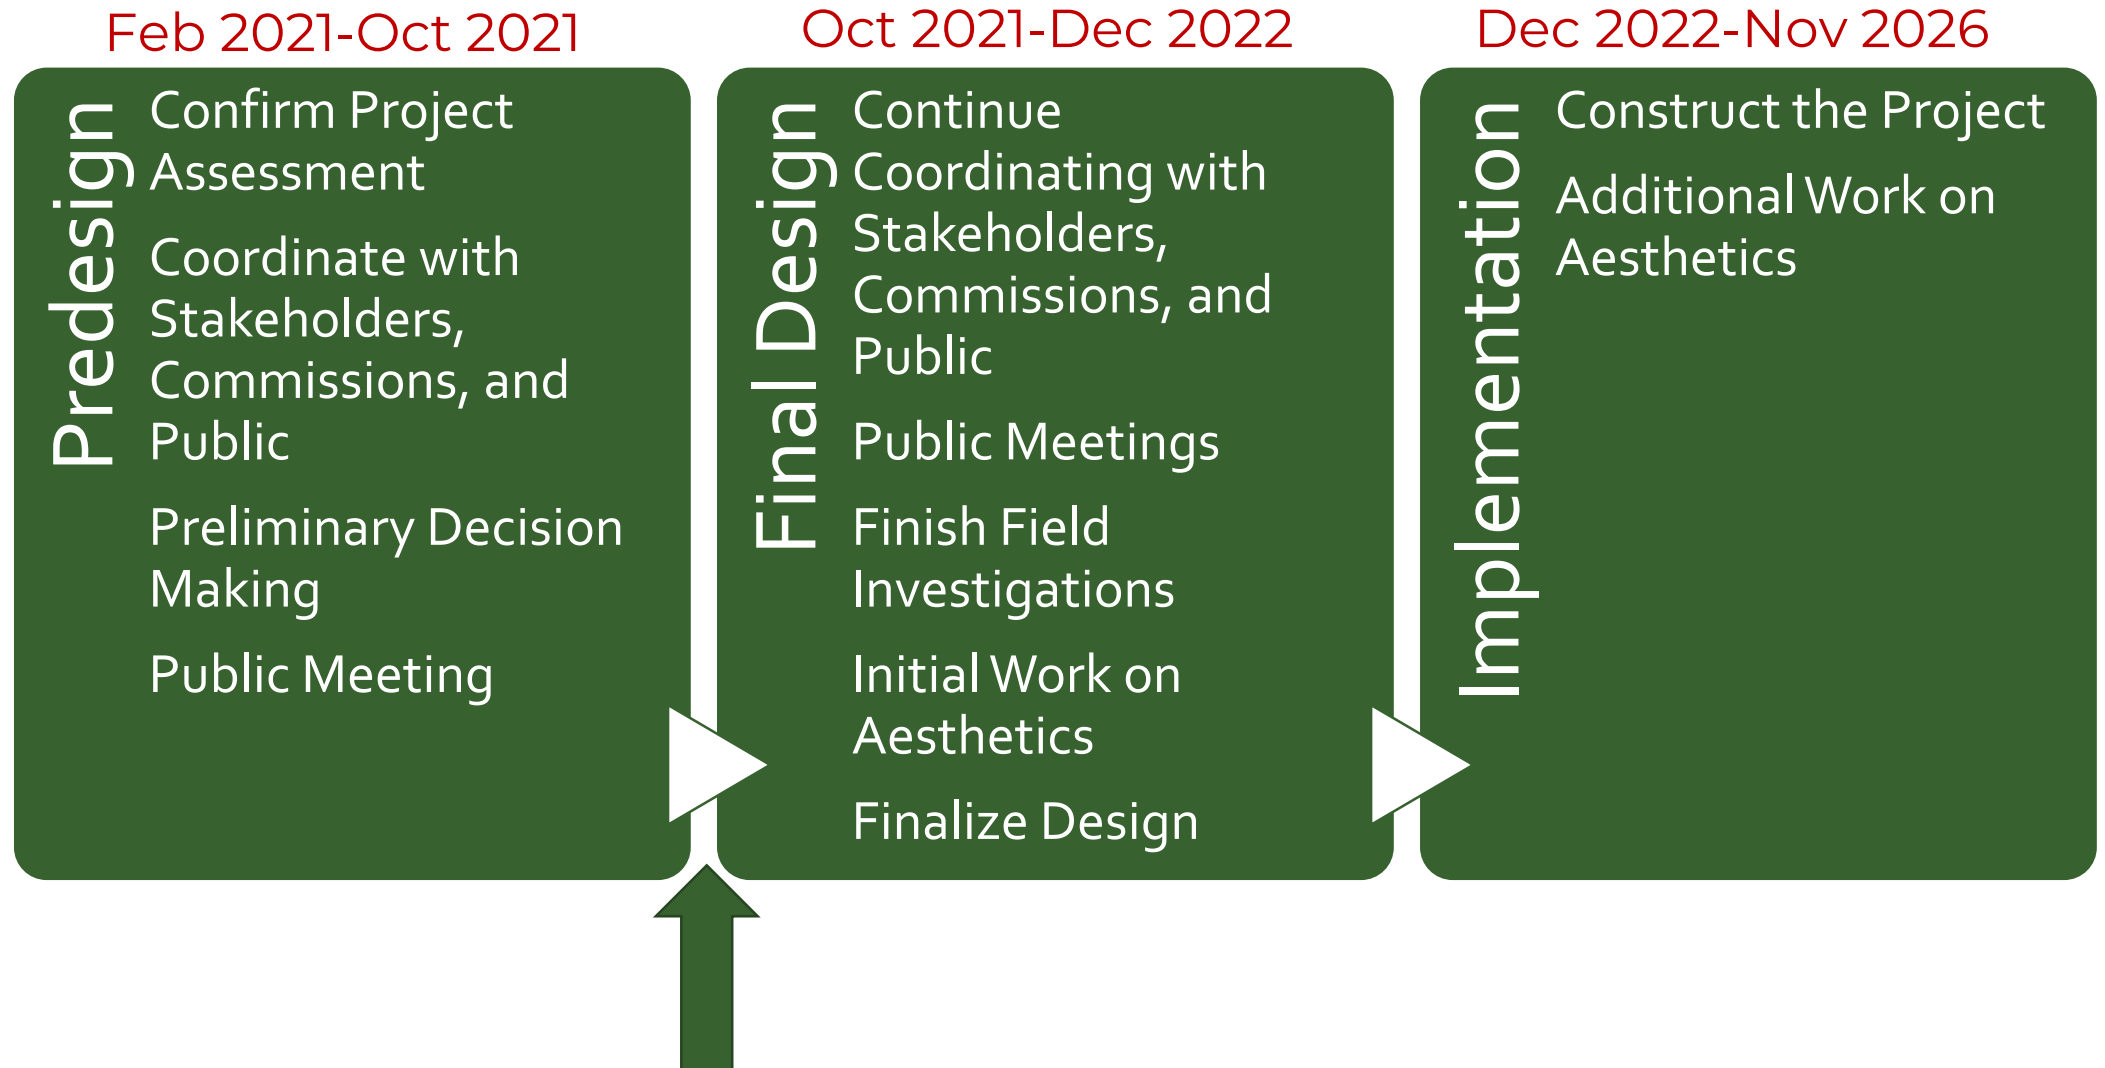 Feb 2021-Oct 2021
Predesign
Confirm Project
Assessment
Coordinate with
Stakeholders,
Commissions, and
Public
Preliminary Decision
Making
Public Meeting
Oct 2021-Dec 2022
Final Design
Continue
Coordinating with
Stakeholders,
Commissions, and
Public
Public Meetings
Finish Field
Investigations
Initial Work on
Aesthetics
Finalize Design
Dec 2022-Nov 2026
Implementation
Construct the Project
Additional Work on
Aesthetics